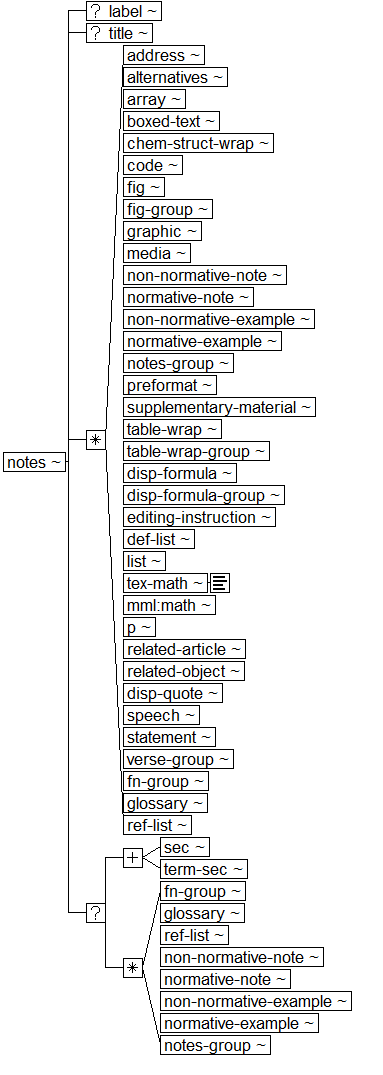 ? label ~
? title ~
address ~
alternatives ~
array ~
boxed-text ~
chem-struct-wrap ~
code ~
fig ~
fig-group ~
graphic ~
media ~
non-normative-note ~
normative-note ~
non-normative-example ~
normative-example ~
notes-group ~
preformat ~
supplementary-material ~
table-wrap ~
*
table-wrap-group ~
notes ~
disp-formula ~
disp-formula-group ~
editing-instruction ~
def-list ~
list ~
tex-math ~
mml:math ~
p ~
related-article ~
related-object ~
disp-quote ~
speech ~
statement ~
verse-group ~
fn-group ~
glossary ~
ref-list ~
sec ~
+
term-sec ~
fn-group ~
?
glossary ~
ref-list ~
non-normative-note ~
*
normative-note ~
non-normative-example ~
normative-example ~
notes-group ~